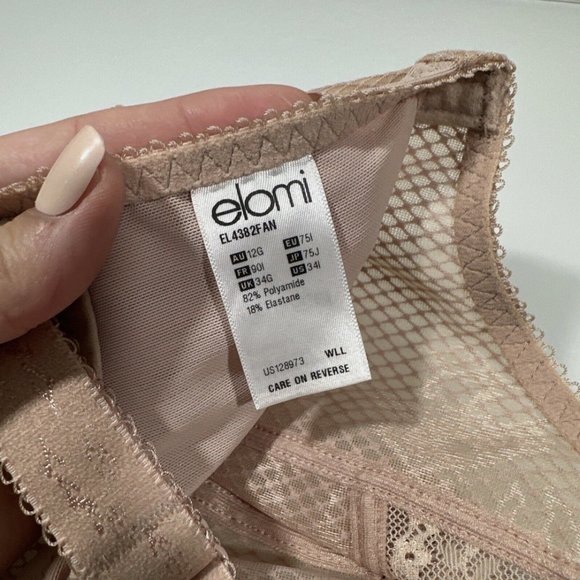 elomi
EL4382FAN
AU 12G EU 75I
FR 90I JP 75J
UK 34G US 34I
82% Polyamide
18% Elastane
US128973 WLL
CARE ON REVERSE